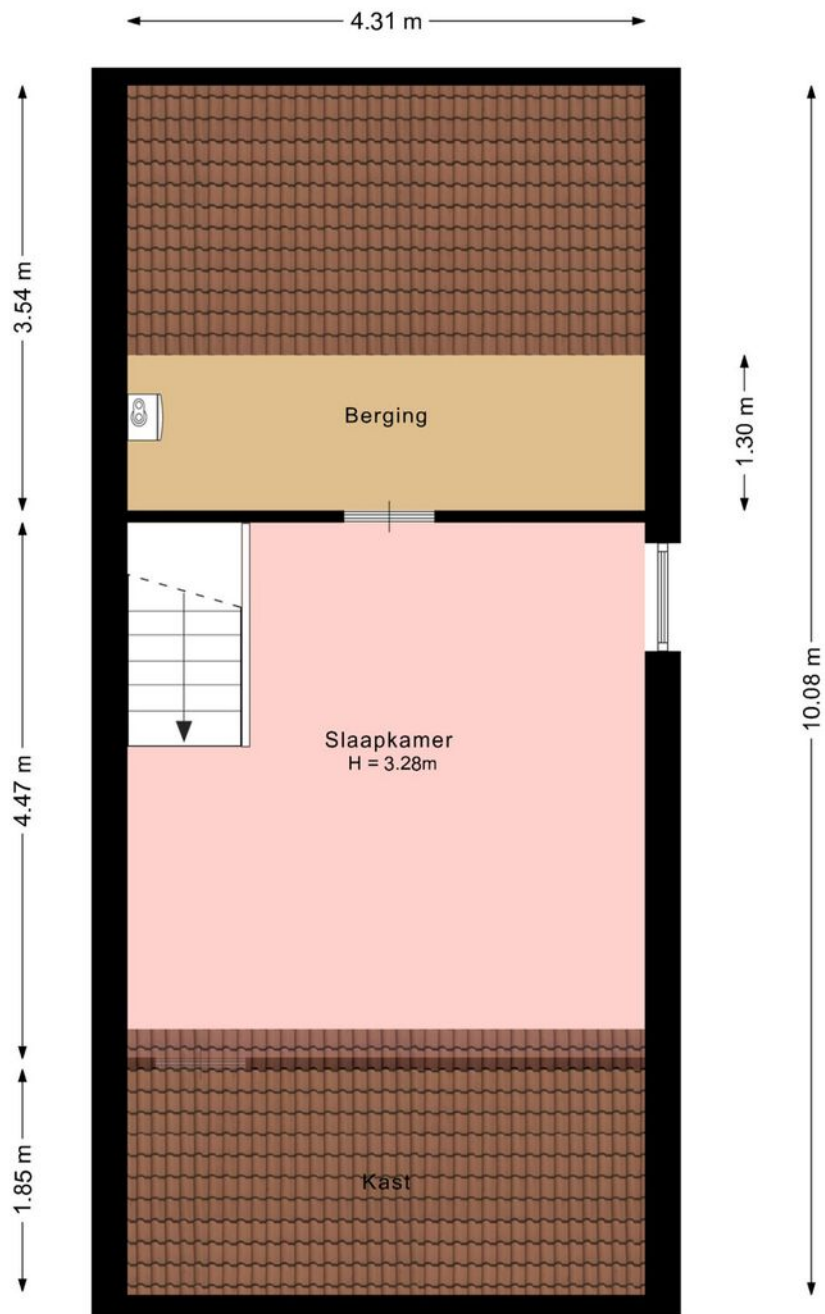 4.31 m
3.54 m
Berging
1.30 m
10.08 m
Slaapkamer
H = 3.28m
4.47 m
1.85 m
Kast